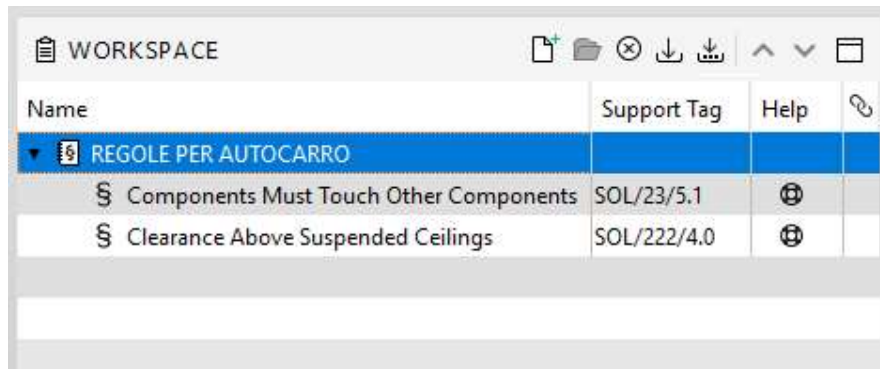 WORKSPACE
Name Support Tag Help
REGOLE PER AUTOCARRO
§ Components Must Touch Other Components SOL/23/5.1
§ Clearance Above Suspended Ceilings SOL/222/4.0